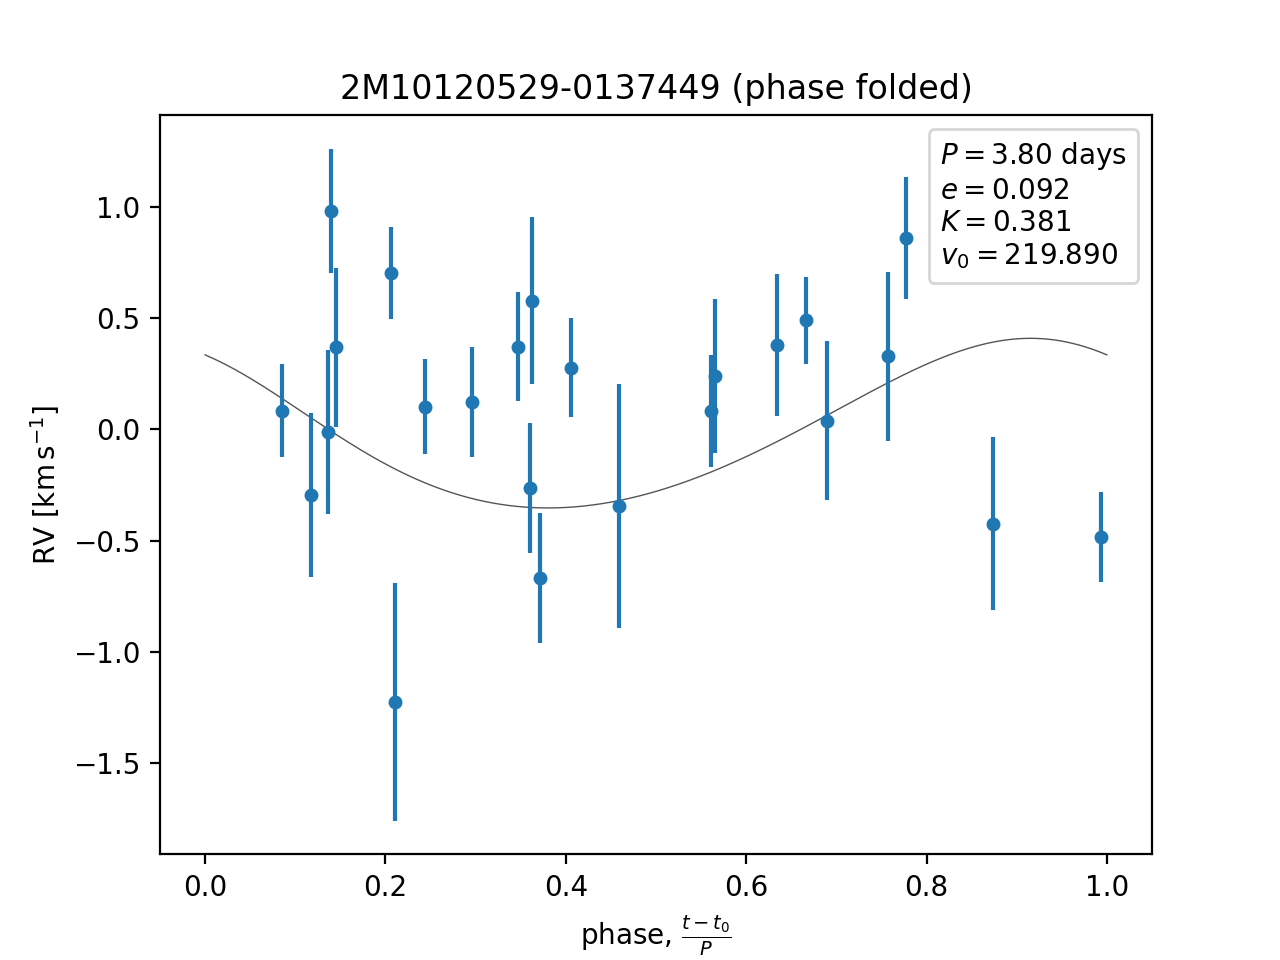 2M10120529-0137449 (phase folded)
P = 3.80 days
e = 0.092
K = 0.381
v₀ = 219.890
RV [km s⁻¹]
1.0
0.5
0.0
−0.5
−1.0
−1.5
0.0 0.2 0.4 0.6 0.8 1.0
phase, (t − t₀)/P